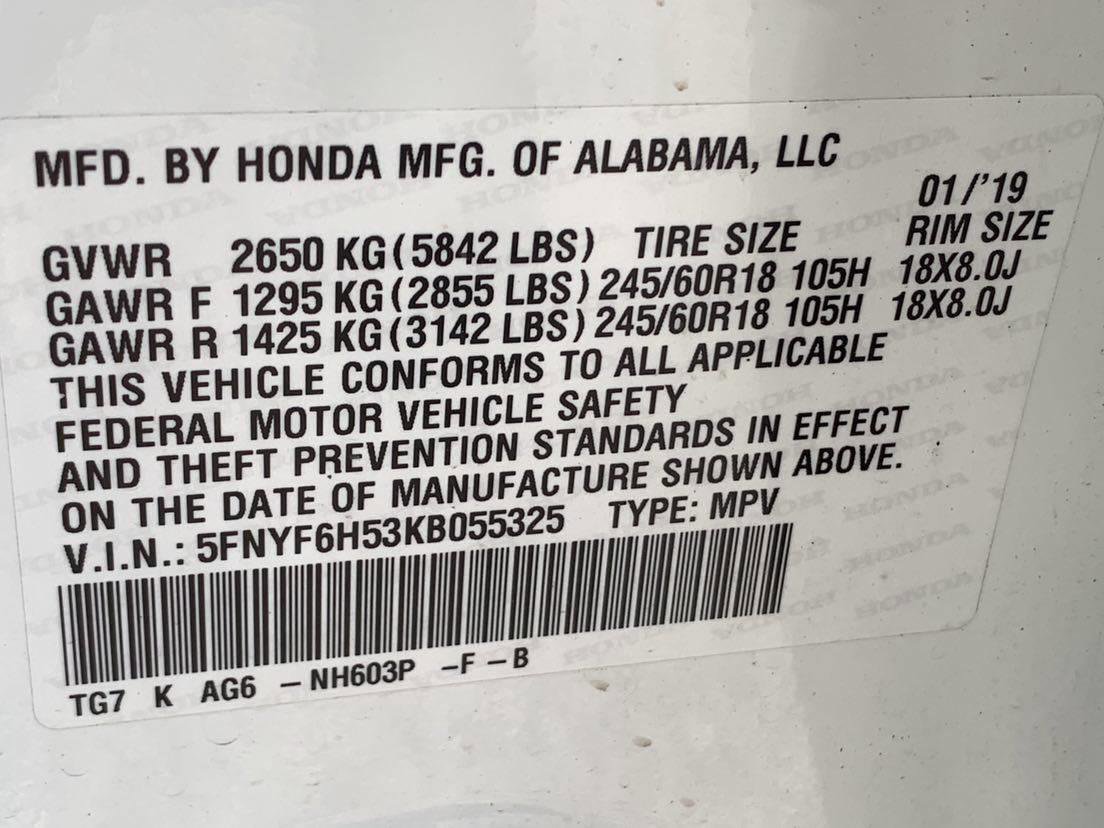 MFD. BY HONDA MFG. OF ALABAMA, LLC
01/'19
GVWR 2650 KG (5842 LBS) TIRE SIZE RIM SIZE
GAWR F 1295 KG (2855 LBS) 245/60R18 105H 18X8.0J
GAWR R 1425 KG (3142 LBS) 245/60R18 105H 18X8.0J
THIS VEHICLE CONFORMS TO ALL APPLICABLE
FEDERAL MOTOR VEHICLE SAFETY
AND THEFT PREVENTION STANDARDS IN EFFECT
ON THE DATE OF MANUFACTURE SHOWN ABOVE.
V.I.N.: 5FNYF6H53KB055325 TYPE: MPV
TG7 K AG6 – NH603P –F – B